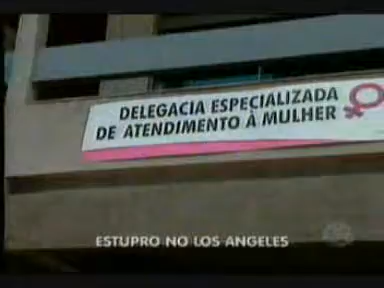 DELEGACIA ESPECIALIZADA
DE ATENDIMENTO À MULHER
ESTUPRO NO LOS ANGELES